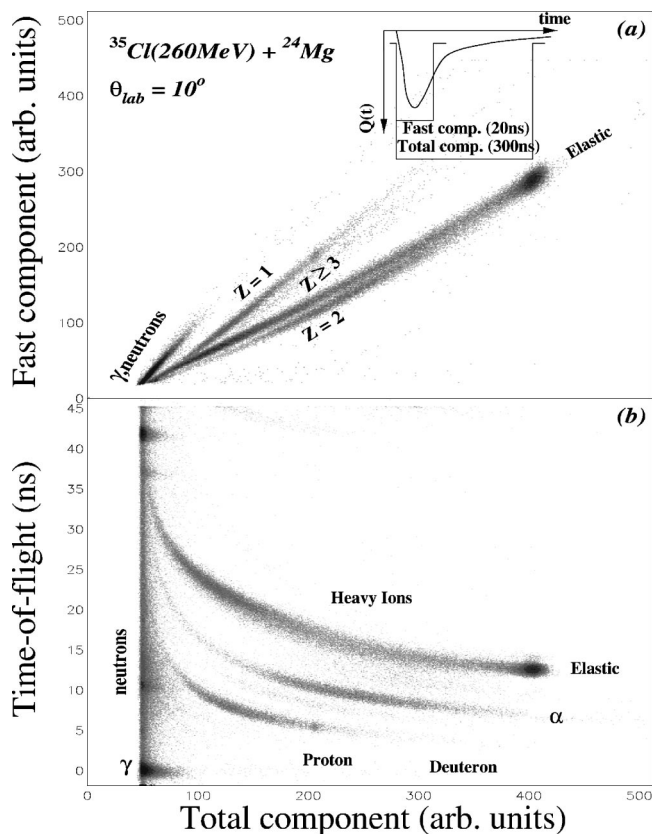 ³⁵Cl(260MeV) + ²⁴Mg
θlab = 10°
(a)
time
Q(t)
Fast comp. (20ns)
Total comp. (300ns)
Elastic
Z = 1
Z ≥ 3
Z = 2
γ,neutrons
Fast component (arb. units)
500
400
300
200
100
0
(b)
45
40
35
30
25
20
15
10
5
0
Time-of-flight (ns)
neutrons
γ
Heavy Ions
Elastic
α
Proton
Deuteron
0 100 200 300 400 500
Total component (arb. units)